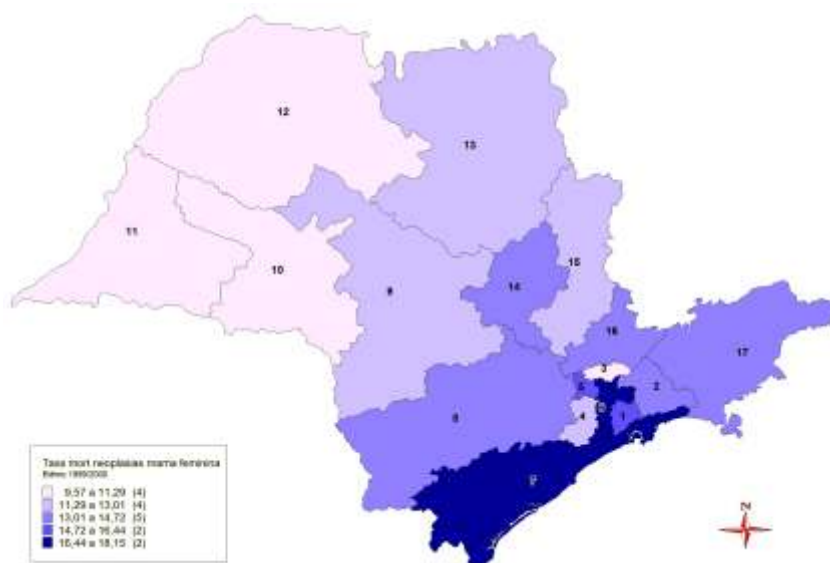 12
13
11
10
9
15
14
16
17
3
5
2
4
1
8
N
Taxa mort neoplasias mama feminina
9,57 a 11,29 (4)
11,29 a 13,01 (4)
13,01 a 14,72 (5)
14,72 a 16,44 (2)
16,44 a 18,15 (2)